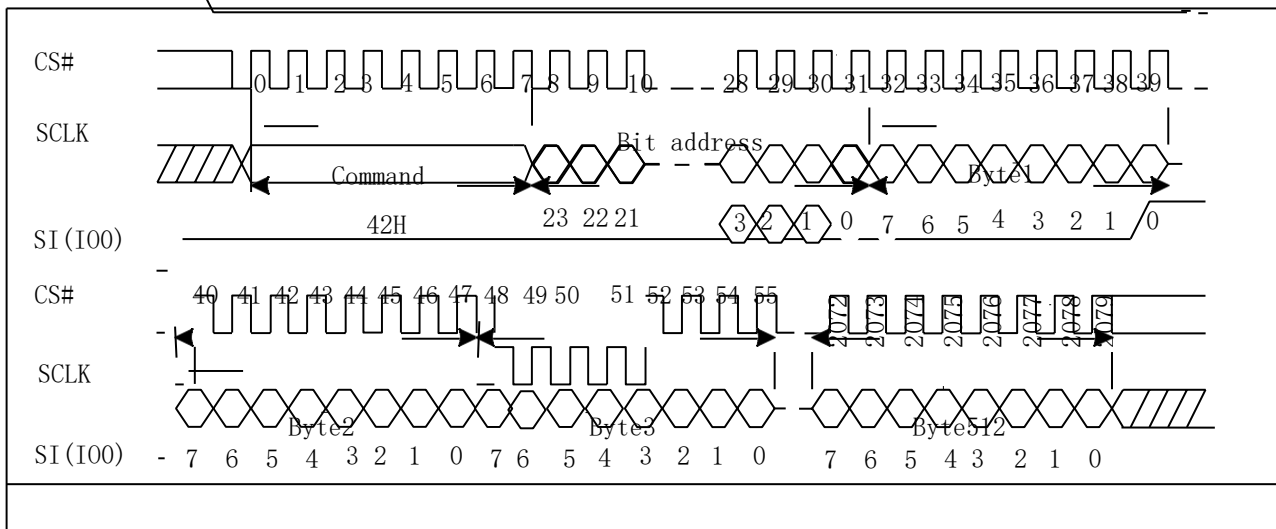 CS#
0 1 2 3 4 5 6 7 8 9 10 28 29 30 31 32 33 34 35 36 37 38 39
SCLK
Bit address
Command Byte1
42H 23 22 21 3 2 1 0 7 6 5 4 3 2 1 0
SI(IO0)
CS#
40 41 42 43 44 45 46 47 48 49 50 51 52 53 54 55 2072 2073 2074 2075 2076 2077 2078 2079
SCLK
Byte2 Byte3 Byte512
SI(IO0) 7 6 5 4 3 2 1 0 7 6 5 4 3 2 1 0 7 6 5 4 3 2 1 0